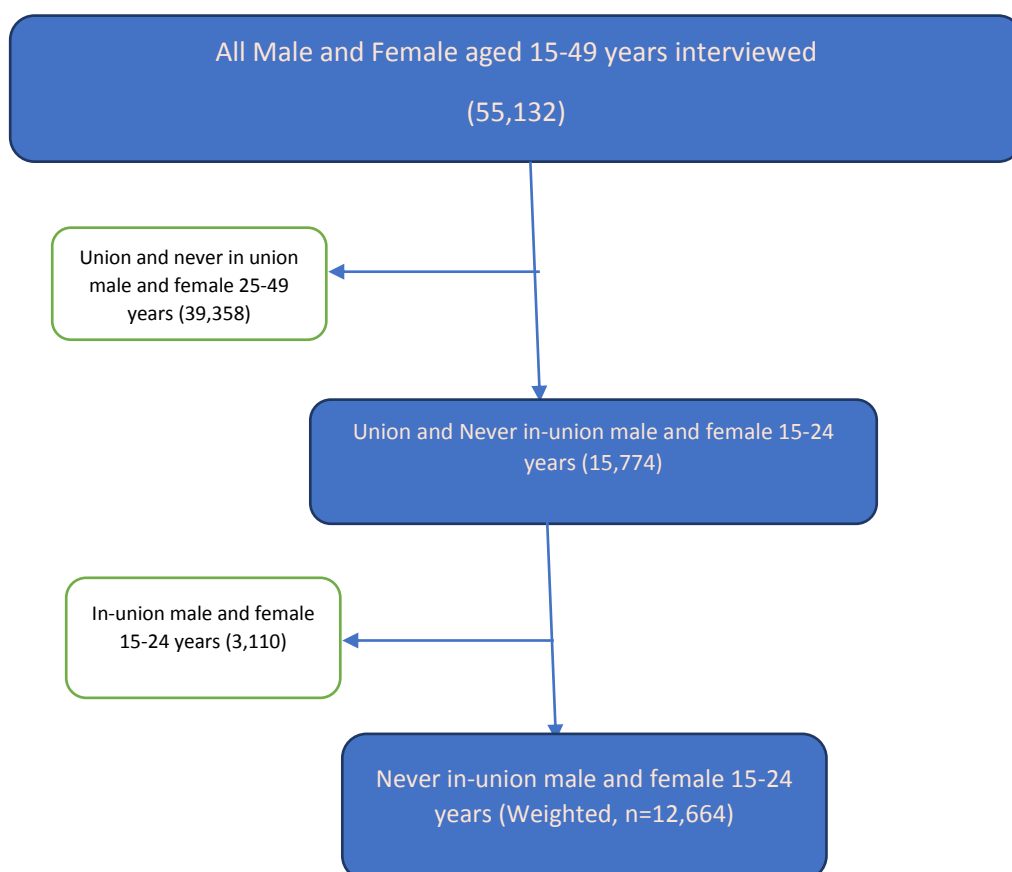 All Male and Female aged 15-49 years interviewed
(55,132)
Union and never in union
male and female 25-49
years (39,358)
Union and Never in-union male and female 15-24
years (15,774)
In-union male and female
15-24 years (3,110)
Never in-union male and female 15-24
years (Weighted, n=12,664)